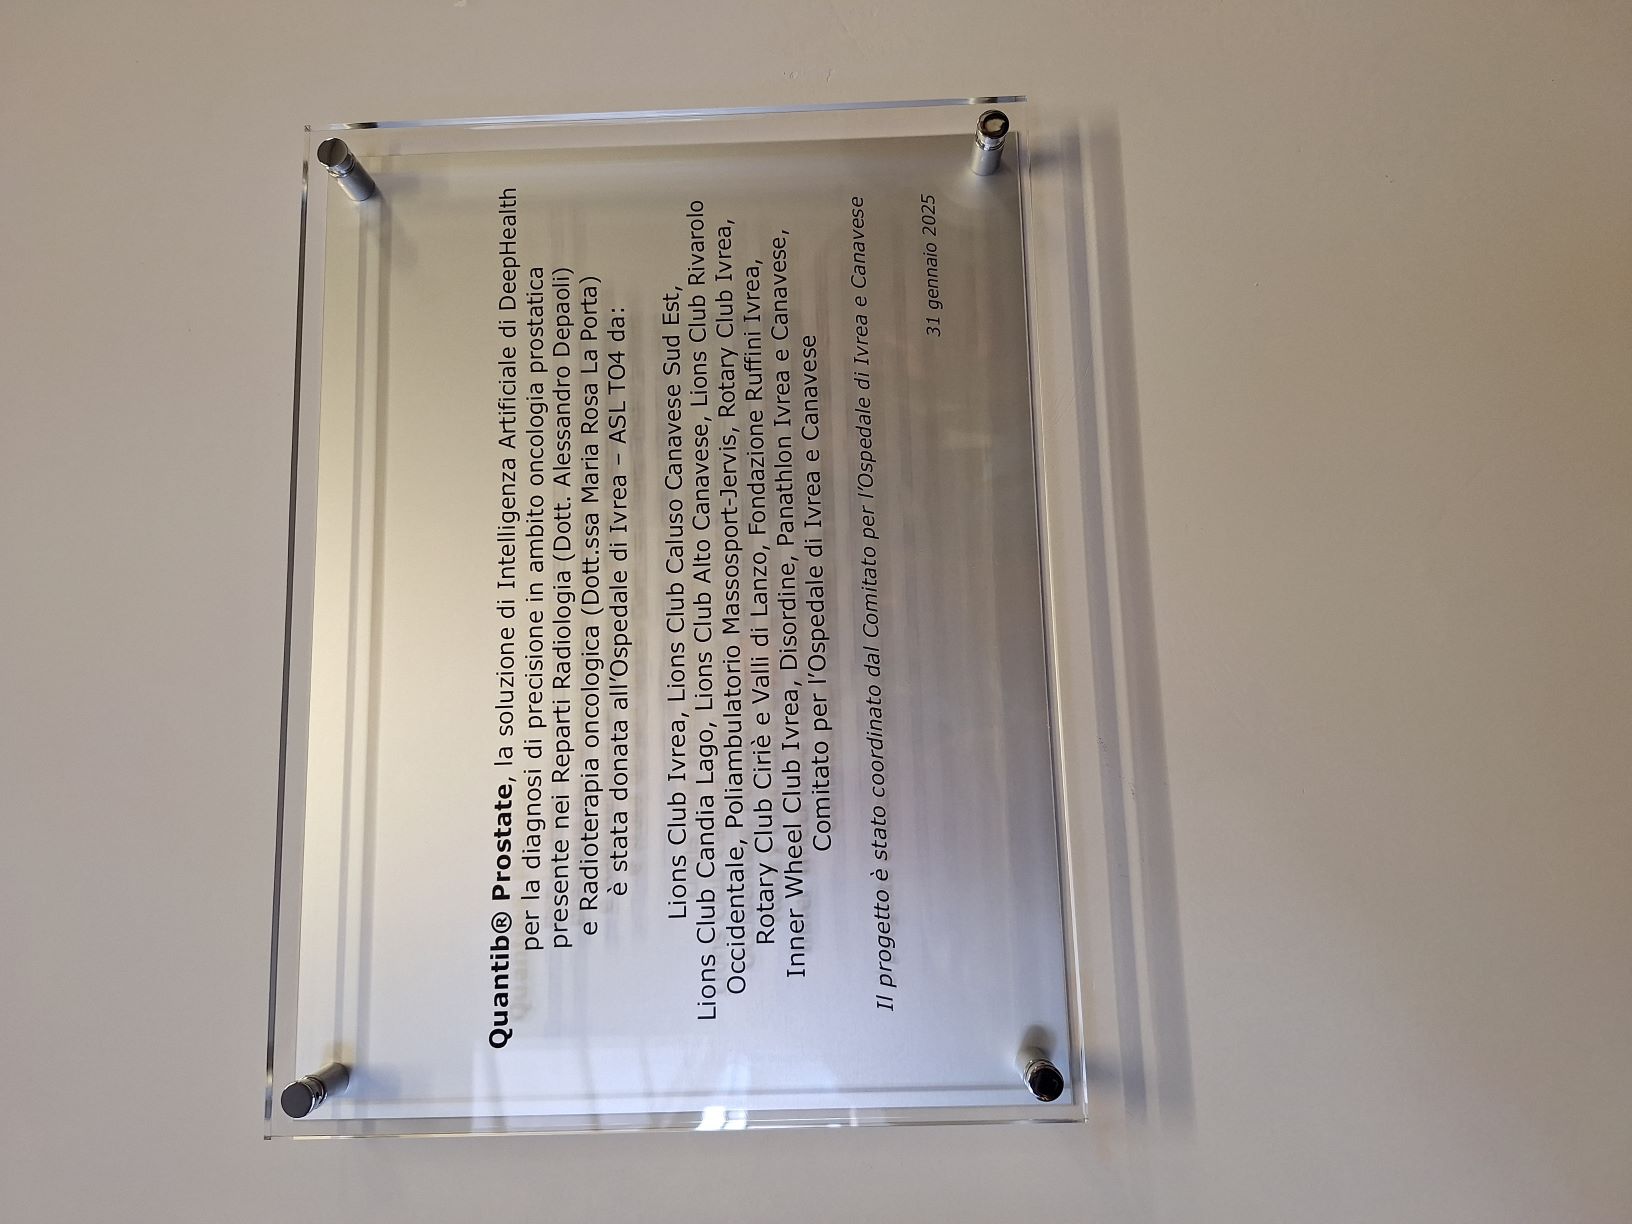 Quantib® Prostate, la soluzione di Intelligenza Artificiale di DeepHealth
per la diagnosi di precisione in ambito oncologia prostatica
presente nei Reparti Radiologia (Dott. Alessandro Depaoli)
e Radioterapia oncologica (Dott.ssa Maria Rosa La Porta)
è stata donata all'Ospedale di Ivrea – ASL TO4 da:
Lions Club Ivrea, Lions Club Caluso Canavese Sud Est,
Lions Club Candia Lago, Lions Club Alto Canavese, Lions Club Rivarolo
Occidentale, Poliambulatorio Massosport-Jervis, Rotary Club Ivrea,
Rotary Club Ciriè e Valli di Lanzo, Fondazione Ruffini Ivrea,
Inner Wheel Club Ivrea, Disordine, Panathlon Ivrea e Canavese,
Comitato per l'Ospedale di Ivrea e Canavese
Il progetto è stato coordinato dal Comitato per l'Ospedale di Ivrea e Canavese
31 gennaio 2025